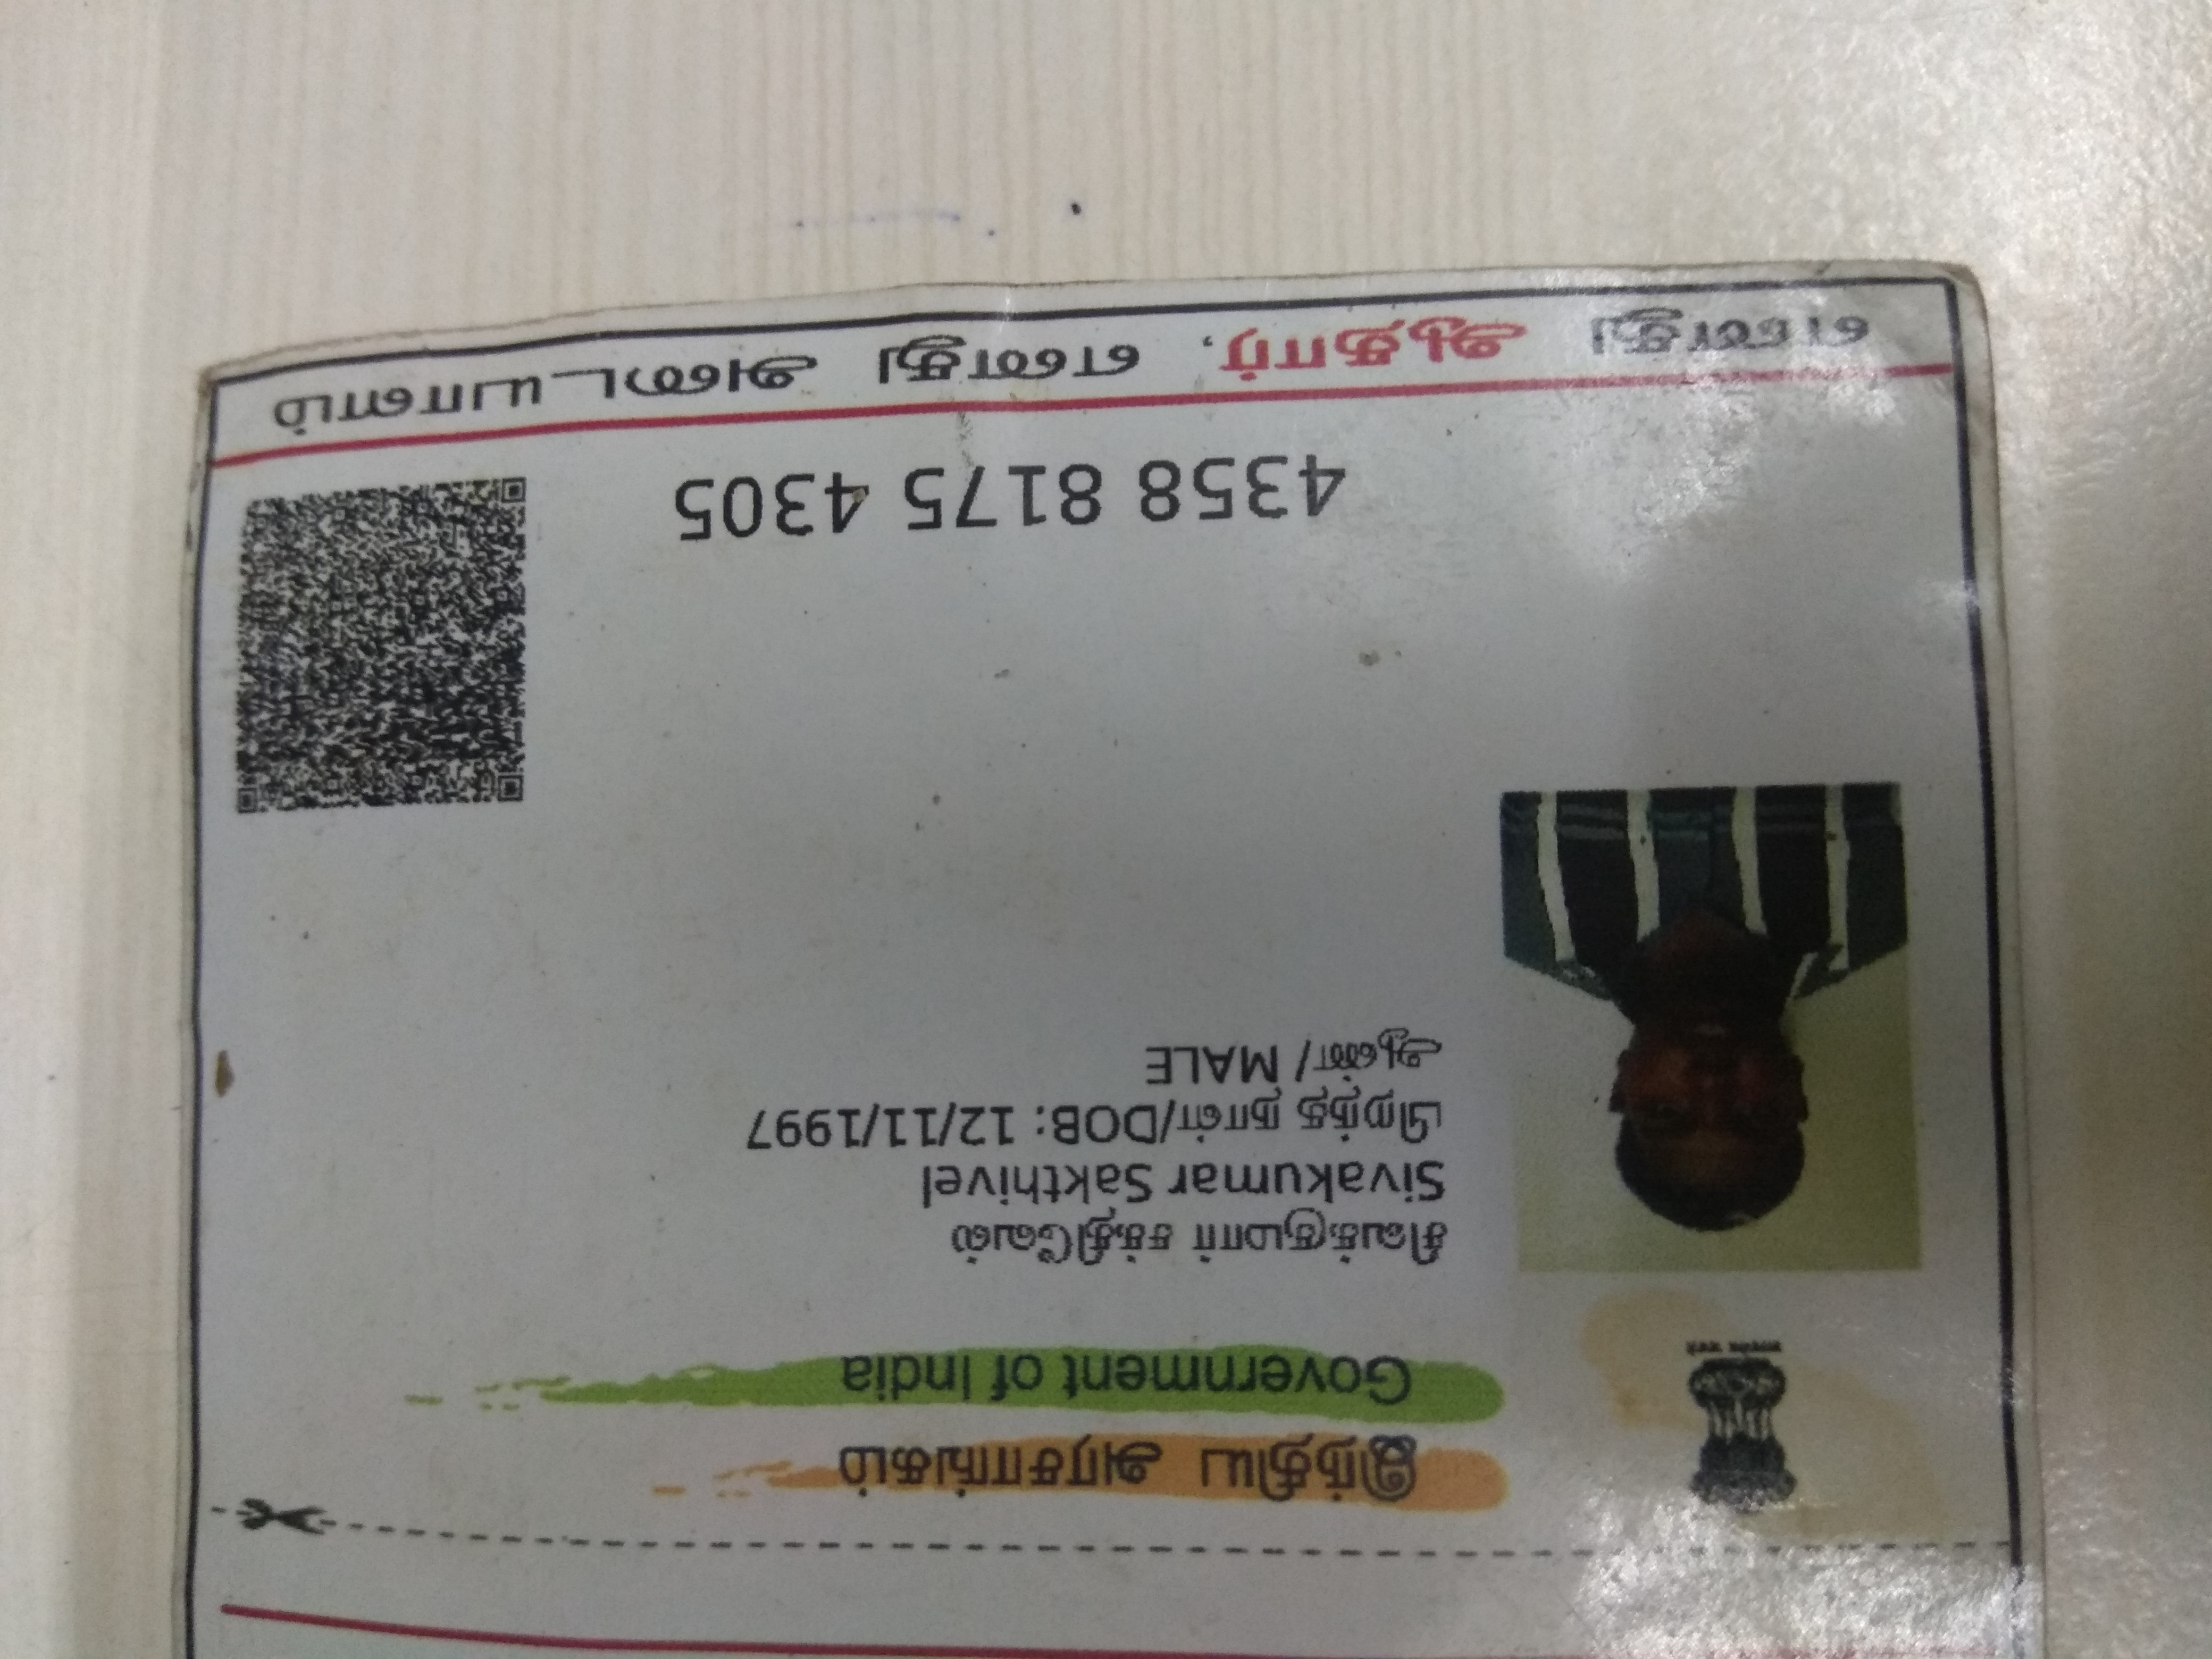 இந்திய அரசாங்கம்
Government of India
சிவக்குமார் சக்திவேல்
Sivakumar Sakthivel
பிறந்த நாள்/DOB: 12/11/1997
ஆண்/ MALE
4358 8175 4305
எனது ஆதார், எனது அடையாளம்